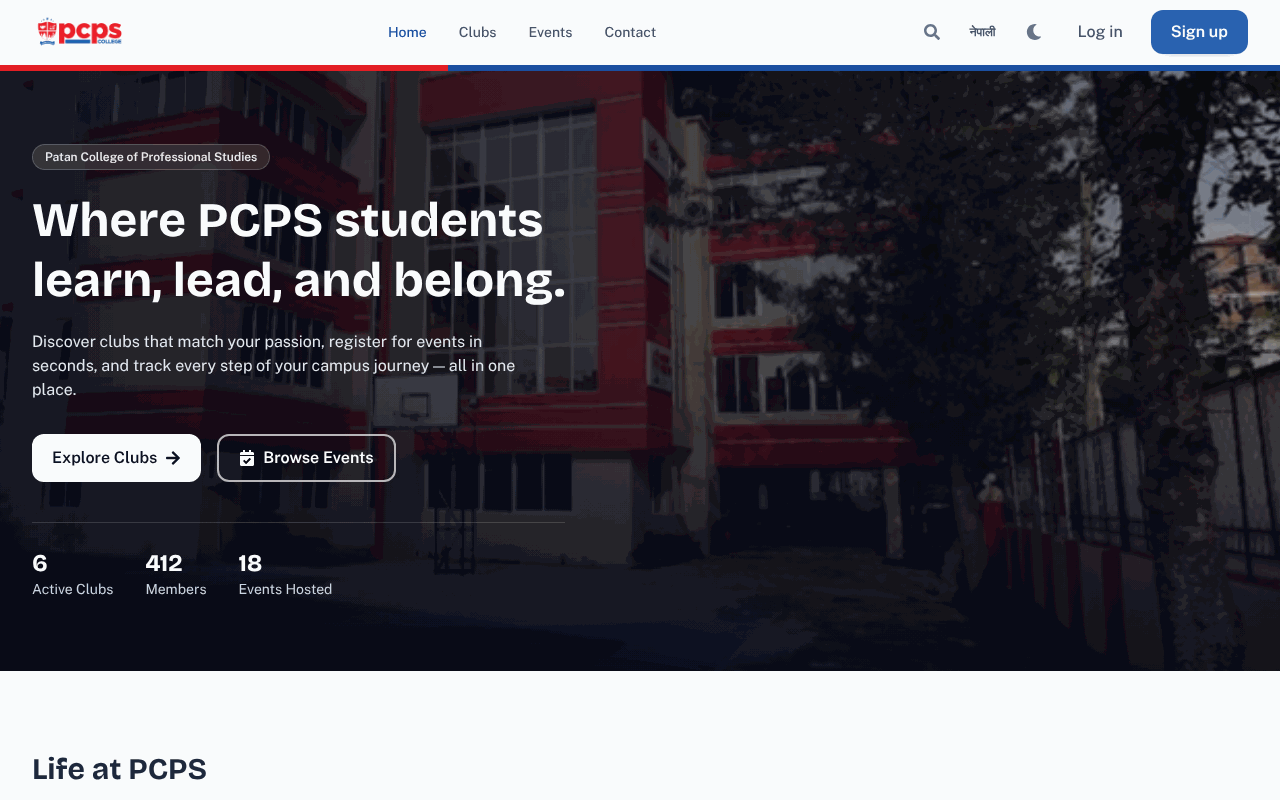 pcps
COLLEGE
Home
Clubs
Events
Contact
नेपाली
Log in
Sign up
Patan College of Professional Studies
Where PCPS students
learn, lead, and belong.
Discover clubs that match your passion, register for events in
seconds, and track every step of your campus journey — all in one
place.
Explore Clubs
Browse Events
6
Active Clubs
412
Members
18
Events Hosted
Life at PCPS